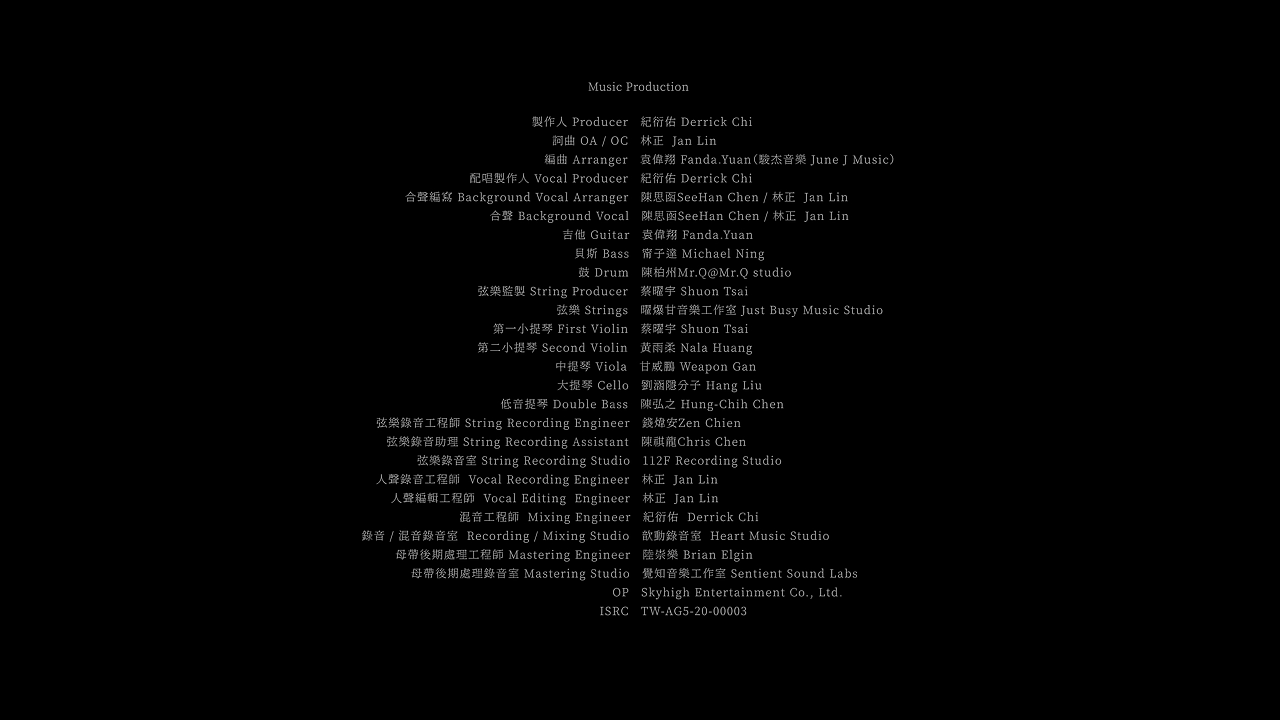 Music Production
製作人 Producer 紀衍佑 Derrick Chi
詞曲 OA / OC 林正 Jan Lin
編曲 Arranger 袁偉翔 Fanda.Yuan(駿杰音樂 June J Music)
配唱製作人 Vocal Producer 紀衍佑 Derrick Chi
合聲編寫 Background Vocal Arranger 陳思函SeeHan Chen / 林正 Jan Lin
合聲 Background Vocal 陳思函SeeHan Chen / 林正 Jan Lin
吉他 Guitar 袁偉翔 Fanda.Yuan
貝斯 Bass 甯子達 Michael Ning
鼓 Drum 陳柏州Mr.Q@Mr.Q studio
弦樂監製 String Producer 蔡曜宇 Shuon Tsai
弦樂 Strings 曜爆甘音樂工作室 Just Busy Music Studio
第一小提琴 First Violin 蔡曜宇 Shuon Tsai
第二小提琴 Second Violin 黃雨柔 Nala Huang
中提琴 Viola 甘威鵬 Weapon Gan
大提琴 Cello 劉涵隱分子 Hang Liu
低音提琴 Double Bass 陳弘之 Hung-Chih Chen
弦樂錄音工程師 String Recording Engineer 錢煒安Zen Chien
弦樂錄音助理 String Recording Assistant 陳祺龍Chris Chen
弦樂錄音室 String Recording Studio 112F Recording Studio
人聲錄音工程師 Vocal Recording Engineer 林正 Jan Lin
人聲編輯工程師 Vocal Editing Engineer 林正 Jan Lin
混音工程師 Mixing Engineer 紀衍佑 Derrick Chi
錄音 / 混音錄音室 Recording / Mixing Studio 歆動錄音室 Heart Music Studio
母帶後期處理工程師 Mastering Engineer 陸崇樂 Brian Elgin
母帶後期處理錄音室 Mastering Studio 覺知音樂工作室 Sentient Sound Labs
OP Skyhigh Entertainment Co., Ltd.
ISRC TW-AG5-20-00003